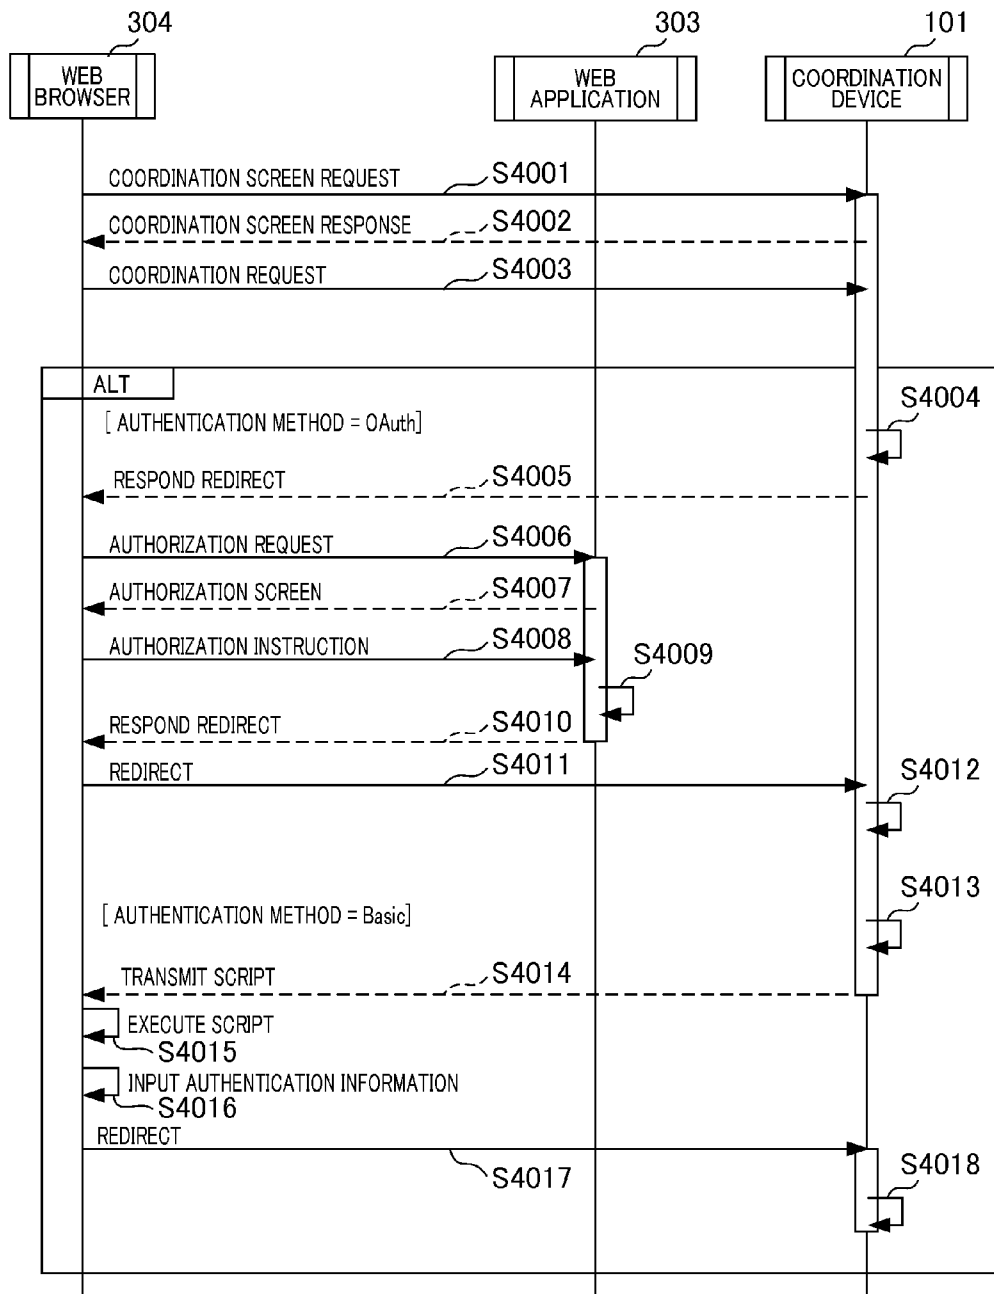 304
303
101
WEB
BROWSER
WEB
APPLICATION
COORDINATION
DEVICE
COORDINATION SCREEN REQUEST
S4001
COORDINATION SCREEN RESPONSE
S4002
COORDINATION REQUEST
S4003
ALT
[ AUTHENTICATION METHOD = OAuth]
S4004
RESPOND REDIRECT
S4005
AUTHORIZATION REQUEST
S4006
AUTHORIZATION SCREEN
S4007
AUTHORIZATION INSTRUCTION
S4008
S4009
RESPOND REDIRECT
S4010
REDIRECT
S4011
S4012
[ AUTHENTICATION METHOD = Basic]
S4013
TRANSMIT SCRIPT
S4014
EXECUTE SCRIPT
S4015
INPUT AUTHENTICATION INFORMATION
S4016
REDIRECT
S4017
S4018